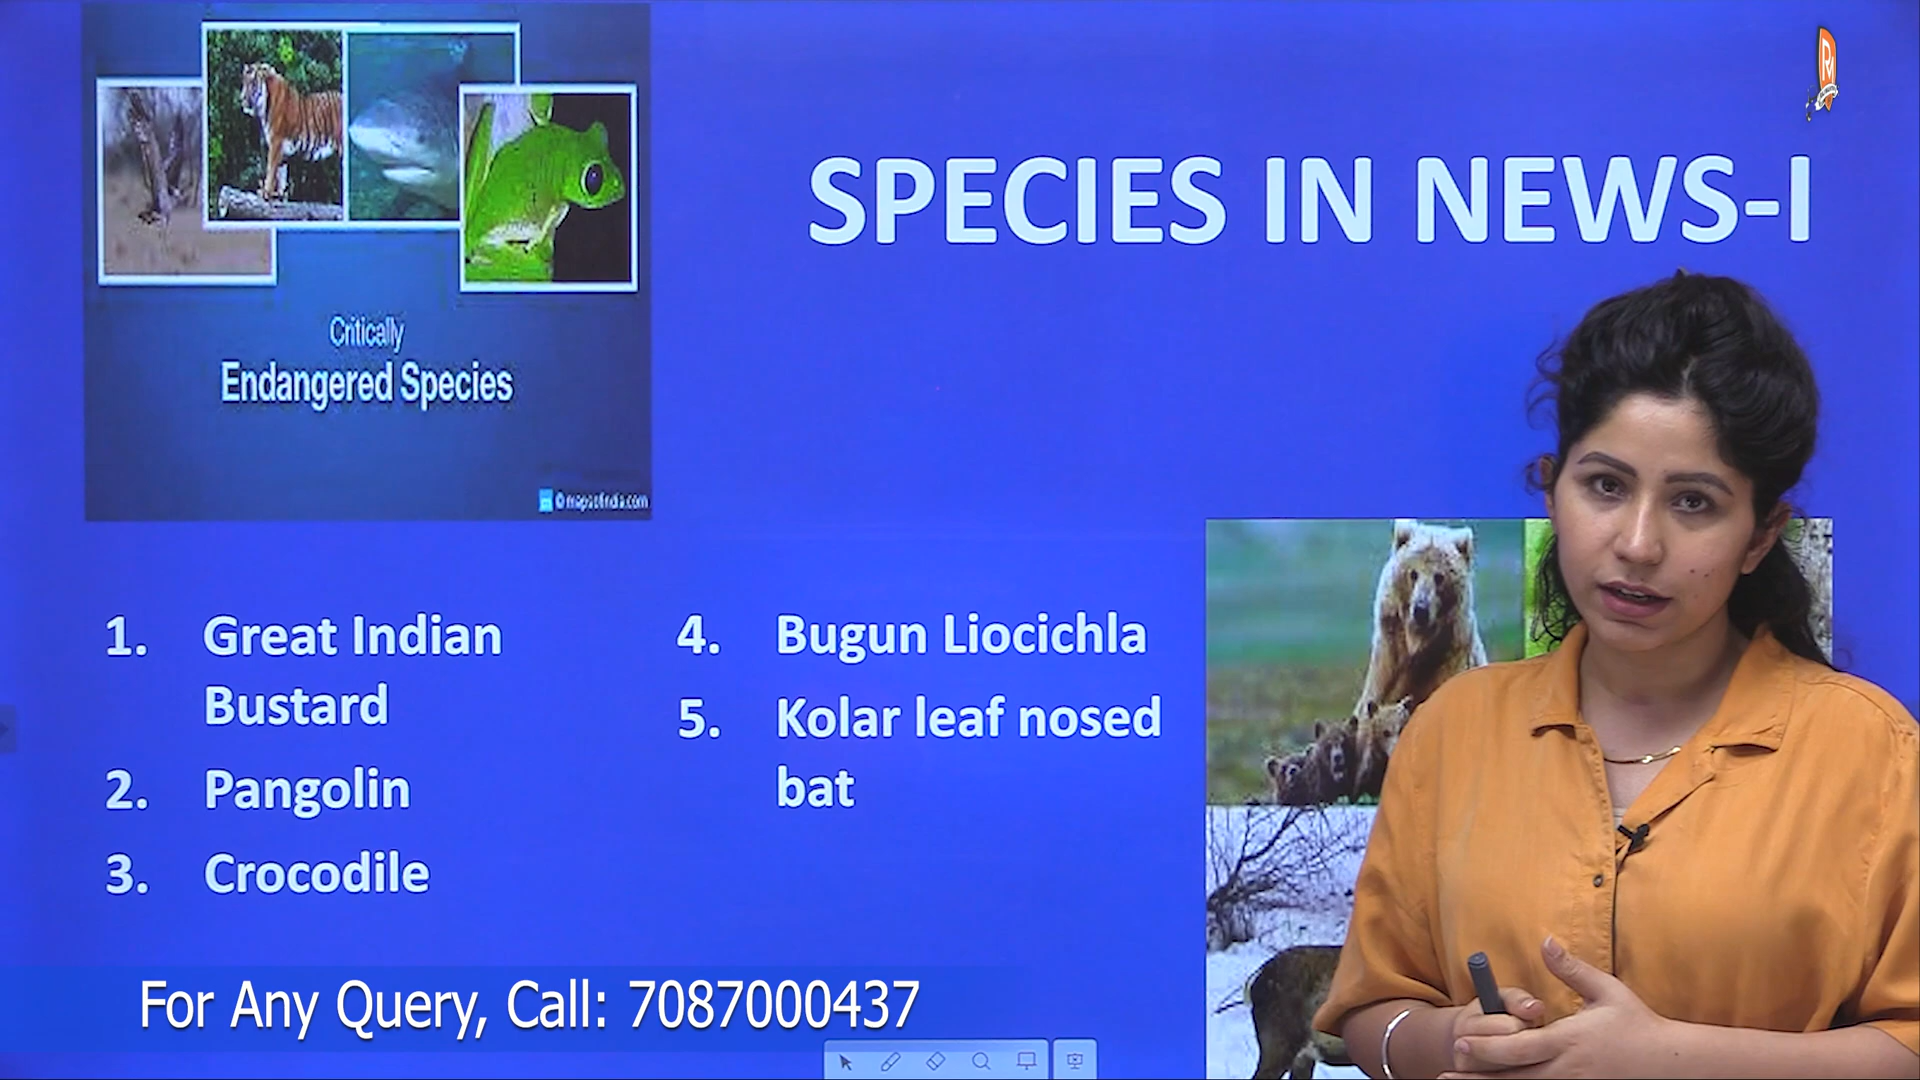 SPECIES IN NEWS-I
Critically
Endangered Species
© mapsofindia.com
1. Great Indian
Bustard
2. Pangolin
3. Crocodile
4. Bugun Liocichla
5. Kolar leaf nosed
bat
For Any Query, Call: 7087000437